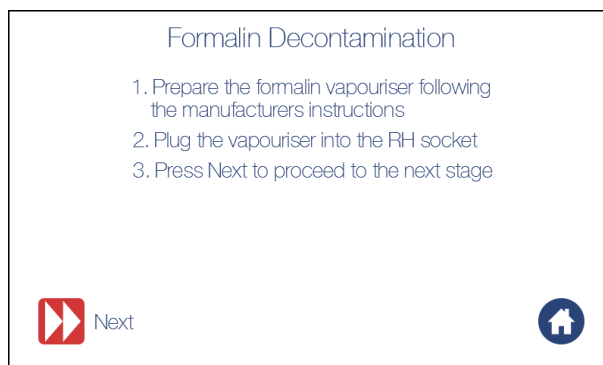 Formalin Decontamination
1. Prepare the formalin vapouriser following
the manufacturers instructions
2. Plug the vapouriser into the RH socket
3. Press Next to proceed to the next stage
Next